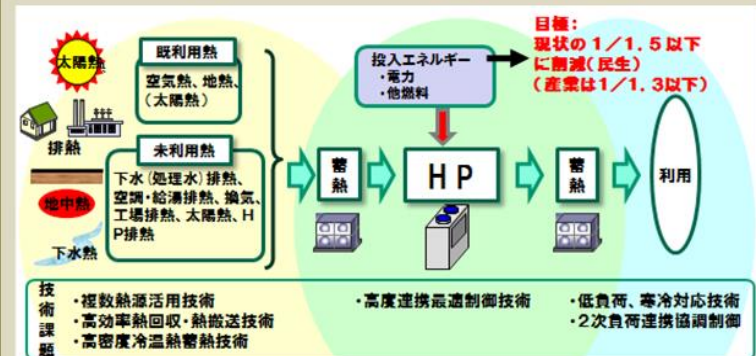 太陽熱
排熱
地中熱
下水熱
既利用熱
空気熱、地熱、
(太陽熱)
未利用熱
下水(処理水)排熱、
空調・給湯排熱、換気、
工場排熱、太陽熱、H
P排熱
蓄
熱
投入エネルギー
・電力
・他燃料
HP
目標:
現状の1/1.5以下
に削減(民生)
(産業は1/1.3以下)
蓄
熱
利用
技
術
課
題
・複数熱源活用技術
・高効率熱回収・熱搬送技術
・高密度冷温熱蓄熱技術
・高度連携最適制御技術
・低負荷、寒冷対応技術
・2次負荷連携協調制御